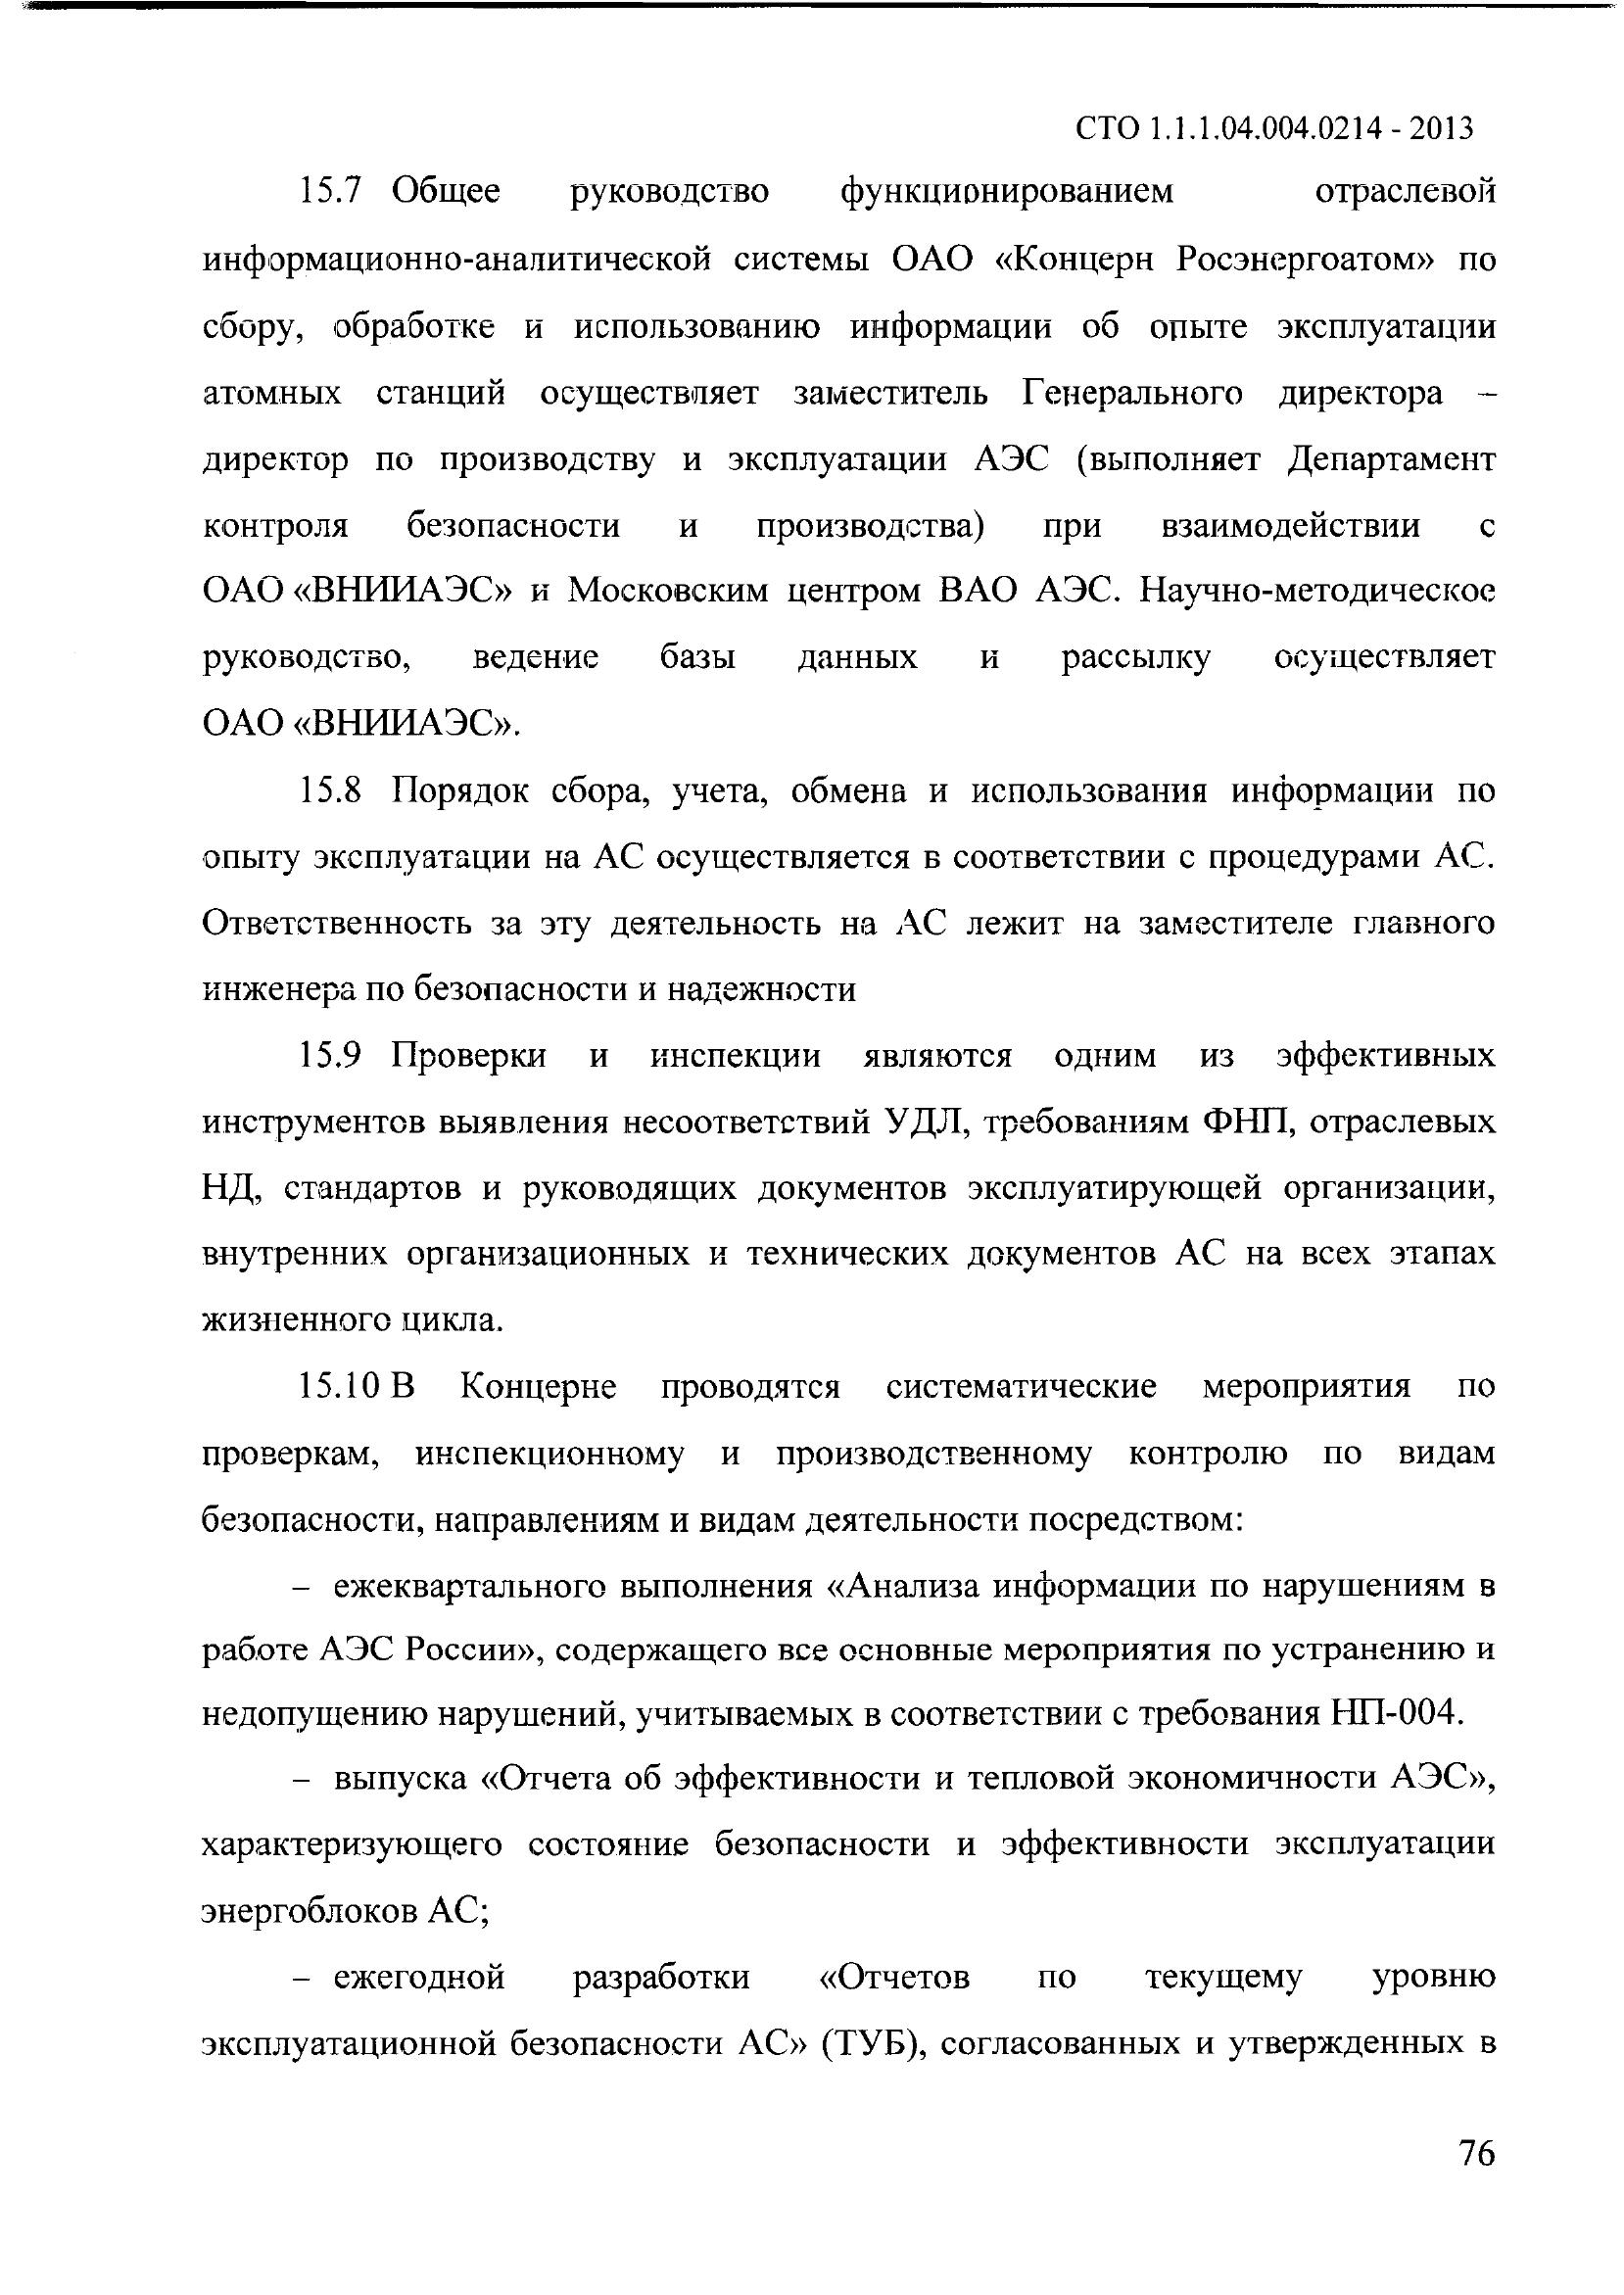 СТО 1.1.1.04.004.0214 - 2013
15.7 Общее руководство функционированием отраслевой
информационно-аналитической системы ОАО «Концерн Росэнергоатом» по
сбору, обработке и использованию информации об опыте эксплуатации
атомных станций осуществляет заместитель Генерального директора –
директор по производству и эксплуатации АЭС (выполняет Департамент
контроля безопасности и производства) при взаимодействии с
ОАО «ВНИИАЭС» и Московским центром ВАО АЭС. Научно-методическое
руководство, ведение базы данных и рассылку осуществляет
ОАО «ВНИИАЭС».
15.8 Порядок сбора, учета, обмена и использования информации по
опыту эксплуатации на АС осуществляется в соответствии с процедурами АС.
Ответственность за эту деятельность на АС лежит на заместителе главного
инженера по безопасности и надежности
15.9 Проверки и инспекции являются одним из эффективных
инструментов выявления несоответствий УДЛ, требованиям ФНП, отраслевых
НД, стандартов и руководящих документов эксплуатирующей организации,
внутренних организационных и технических документов АС на всех этапах
жизненного цикла.
15.10 В Концерне проводятся систематические мероприятия по
проверкам, инспекционному и производственному контролю по видам
безопасности, направлениям и видам деятельности посредством:
– ежеквартального выполнения «Анализа информации по нарушениям в
работе АЭС России», содержащего все основные мероприятия по устранению и
недопущению нарушений, учитываемых в соответствии с требования НП-004.
– выпуска «Отчета об эффективности и тепловой экономичности АЭС»,
характеризующего состояние безопасности и эффективности эксплуатации
энергоблоков АС;
– ежегодной разработки «Отчетов по текущему уровню
эксплуатационной безопасности АС» (ТУБ), согласованных и утвержденных в
76